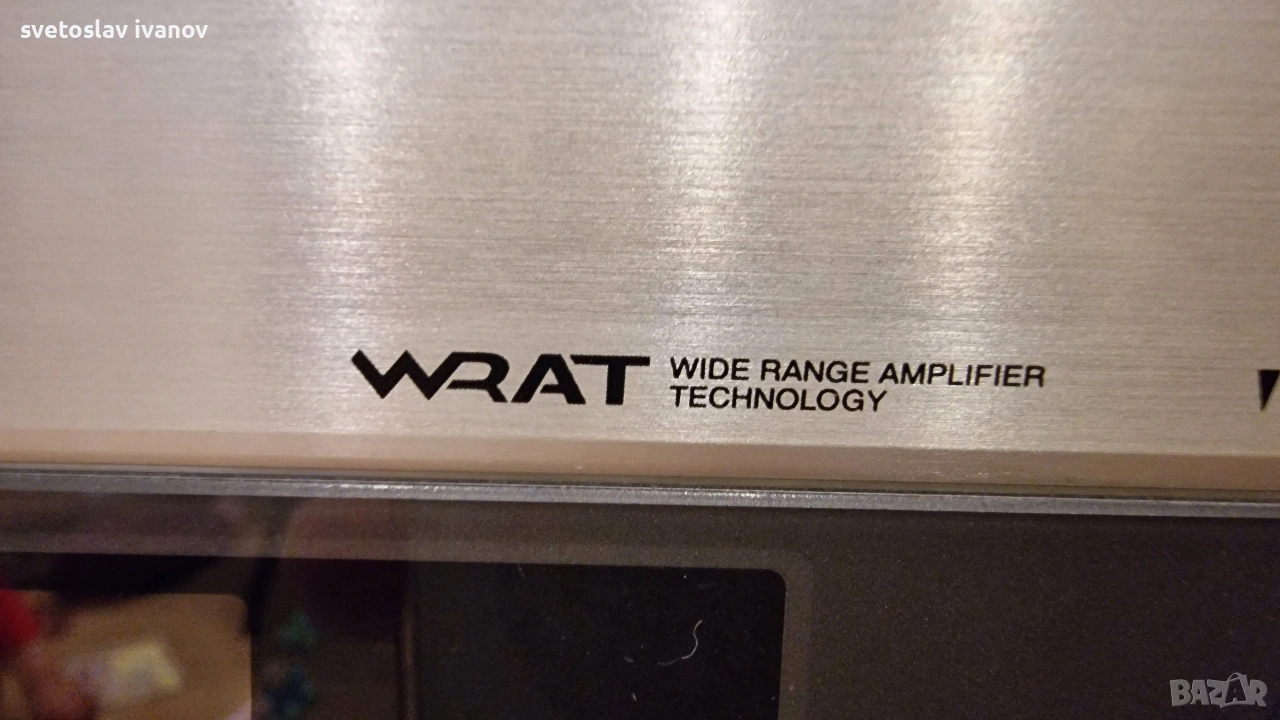 svetoslav ivanov
WRAT
WIDE RANGE AMPLIFIER
TECHNOLOGY
BAZAR